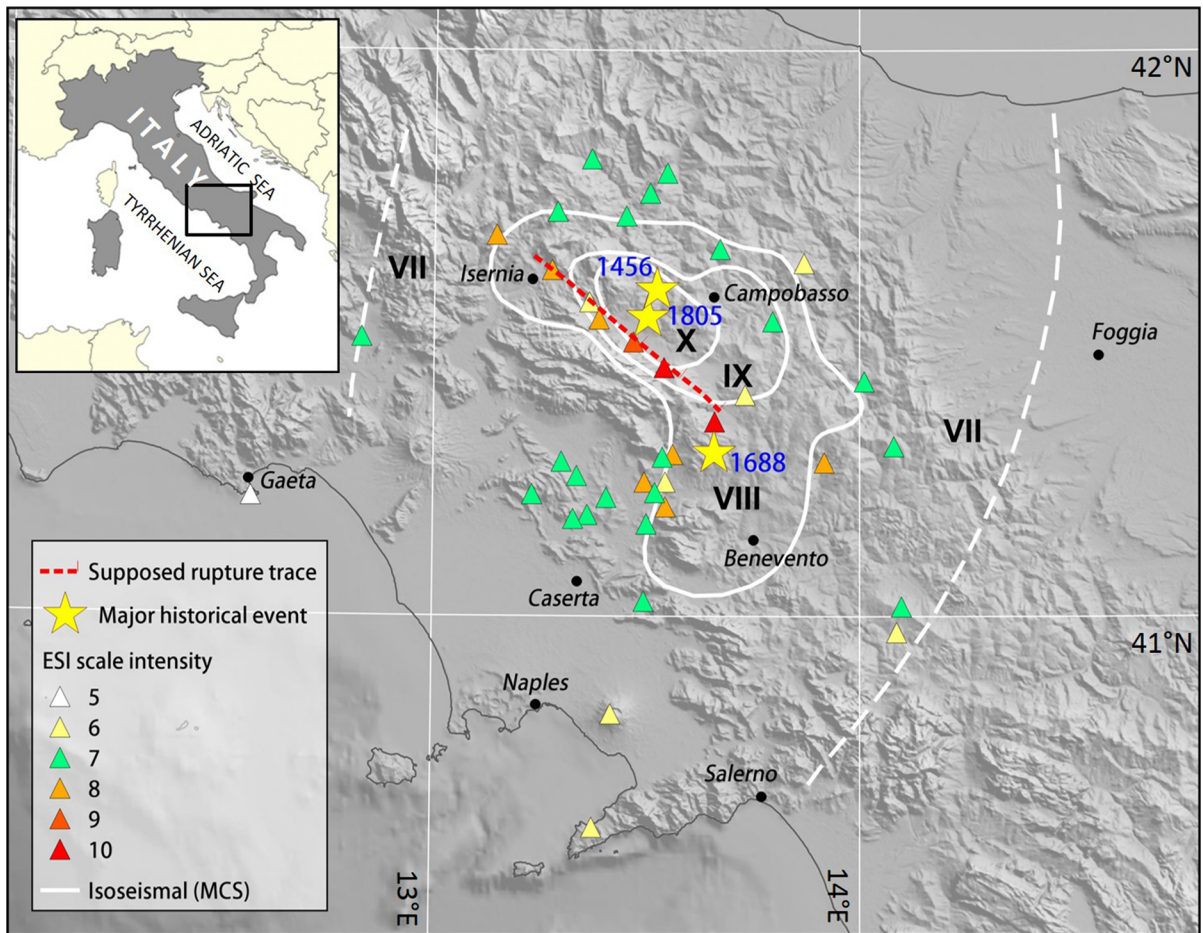 ITALY
ADRIATIC SEA
TYRRHENIAN SEA
42°N
VII
Isernia
1456
Campobasso
1805
X
Foggia
IX
VII
1688
Gaeta
VIII
Benevento
Caserta
41°N
Naples
Salerno
13°E
14°E
Supposed rupture trace
Major historical event
ESI scale intensity
5
6
7
8
9
10
Isoseismal (MCS)